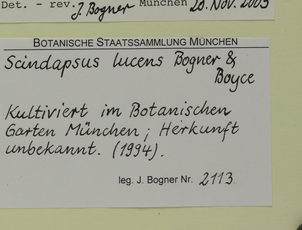 Det. - rev. J. Bogner München 20. Nov. 2003
BOTANISCHE STAATSSAMMLUNG MÜNCHEN
Scindapsus lucens Bogner &
Boyce
Kultiviert im Botanischen
Garten München; Herkunft
unbekannt. (1994).
leg. J. Bogner Nr. 2113